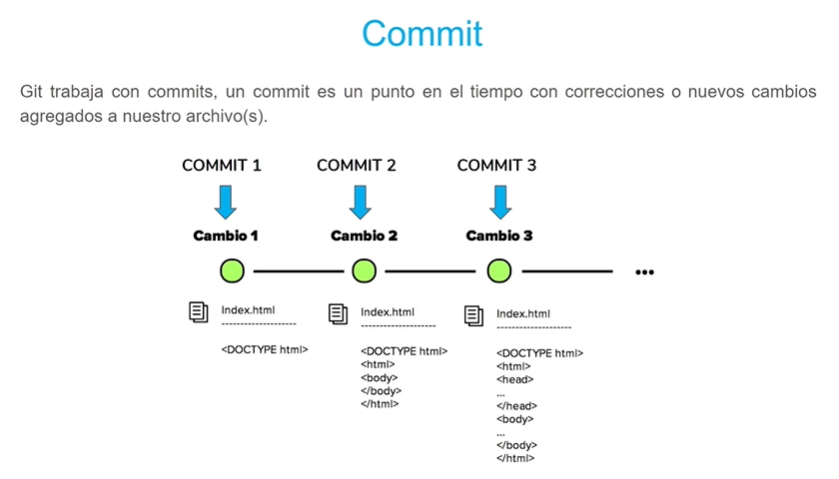 Commit
Git trabaja con commits, un commit es un punto en el tiempo con correcciones o nuevos cambios
agregados a nuestro archivo(s).
COMMIT 1 COMMIT 2 COMMIT 3
Cambio 1 Cambio 2 Cambio 3
...
Index.html
--------------------
<DOCTYPE html>
Index.html
--------------------
<DOCTYPE html>
<html>
<body>
</body>
</html>
Index.html
--------------------
<DOCTYPE html>
<html>
<head>
...
</head>
<body>
...
</body>
</html>